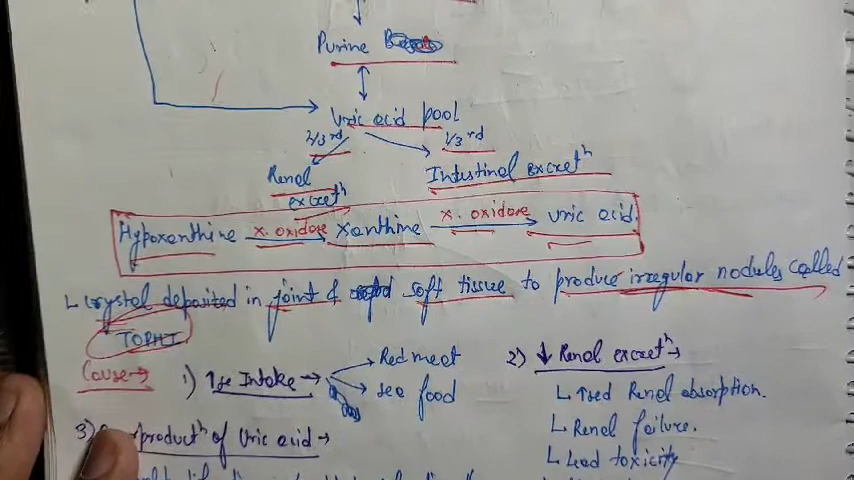 Purine
Uric acid pool
2/3rd 1/3rd
Renal excretⁿ Intestinal excretⁿ
Hypoxanthine x. oxidase xanthine x. oxidase uric acid.
crystal deposited in joint & soft tissue to produce irregular nodules called
TOPHI
Cause→ 1) ↑se Intake → Red meat
see food
2) ↓ Renal excretⁿ→
↑sed Renal absorption.
Renal failure.
Lead toxicity
3) productⁿ of Uric acid →